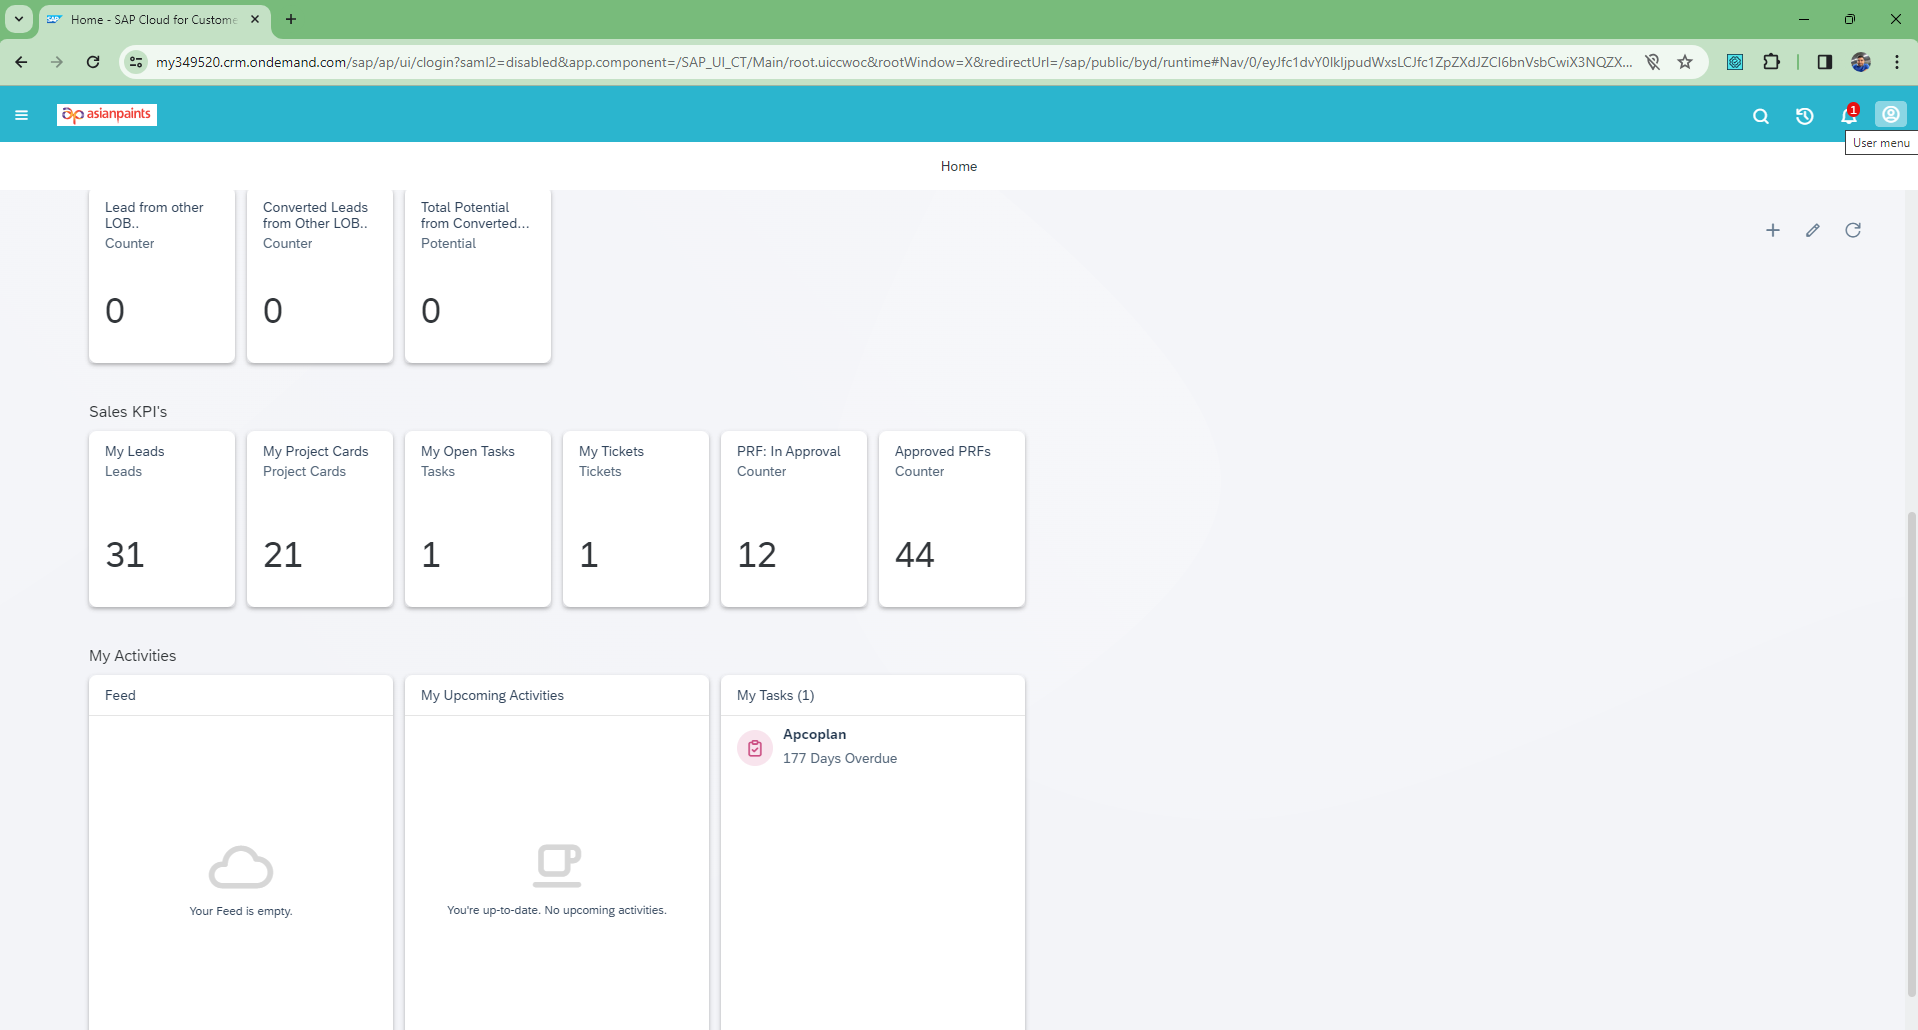 Home - SAP Cloud for Custome
my349520.crm.ondemand.com/sap/ap/ui/clogin?saml2=disabled&app.component=/SAP_UI_CT/Main/root.uiccwoc&rootWindow=X&redirectUrl=/sap/public/byd/runtime#Nav/0/eyJfc1dvY0lkIjpudWxsLCJfc1ZpZXdJZCI6bnVsbCwiX3NQZX...
asianpaints
1
User menu
Home
Lead from other LOB..
Counter
0
Converted Leads from Other LOB..
Counter
0
Total Potential from Converted...
Potential
0
Sales KPI's
My Leads
Leads
31
My Project Cards
Project Cards
21
My Open Tasks
Tasks
1
My Tickets
Tickets
1
PRF: In Approval
Counter
12
Approved PRFs
Counter
44
My Activities
Feed
Your Feed is empty.
My Upcoming Activities
You're up-to-date. No upcoming activities.
My Tasks (1)
Apcoplan
177 Days Overdue